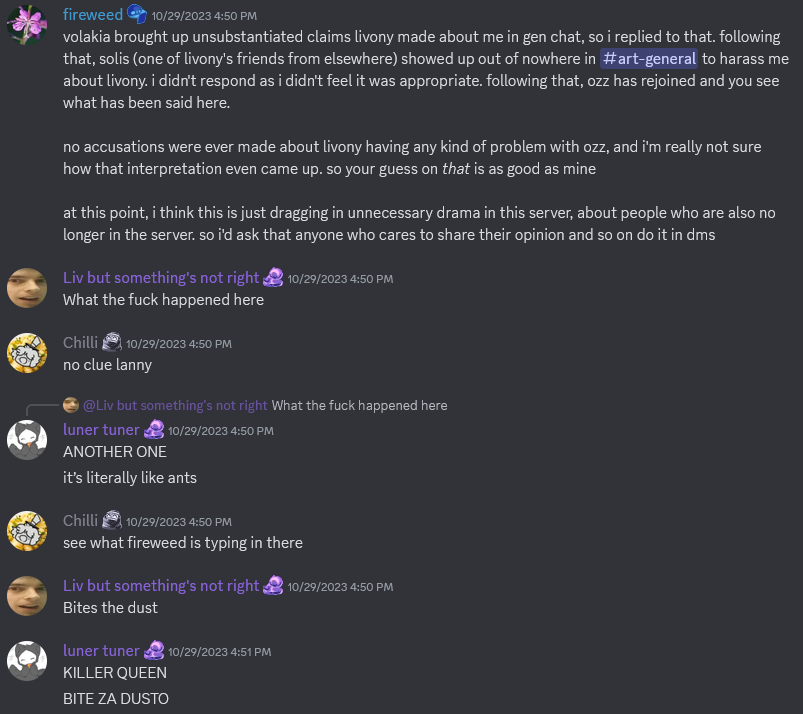 fireweed 10/29/2023 4:50 PM
volakia brought up unsubstantiated claims livony made about me in gen chat, so i replied to that. following
that, solis (one of livony's friends from elsewhere) showed up out of nowhere in #art-general to harass me
about livony. i didn't respond as i didn't feel it was appropriate. following that, ozz has rejoined and you see
what has been said here.
no accusations were ever made about livony having any kind of problem with ozz, and i'm really not sure
how that interpretation even came up. so your guess on that is as good as mine
at this point, i think this is just dragging in unnecessary drama in this server, about people who are also no
longer in the server. so i'd ask that anyone who cares to share their opinion and so on do it in dms
Liv but something's not right 10/29/2023 4:50 PM
What the fuck happened here
Chilli 10/29/2023 4:50 PM
no clue lanny
@Liv but something's not right What the fuck happened here
luner tuner 10/29/2023 4:50 PM
ANOTHER ONE
it's literally like ants
Chilli 10/29/2023 4:50 PM
see what fireweed is typing in there
Liv but something's not right 10/29/2023 4:50 PM
Bites the dust
luner tuner 10/29/2023 4:51 PM
KILLER QUEEN
BITE ZA DUSTO